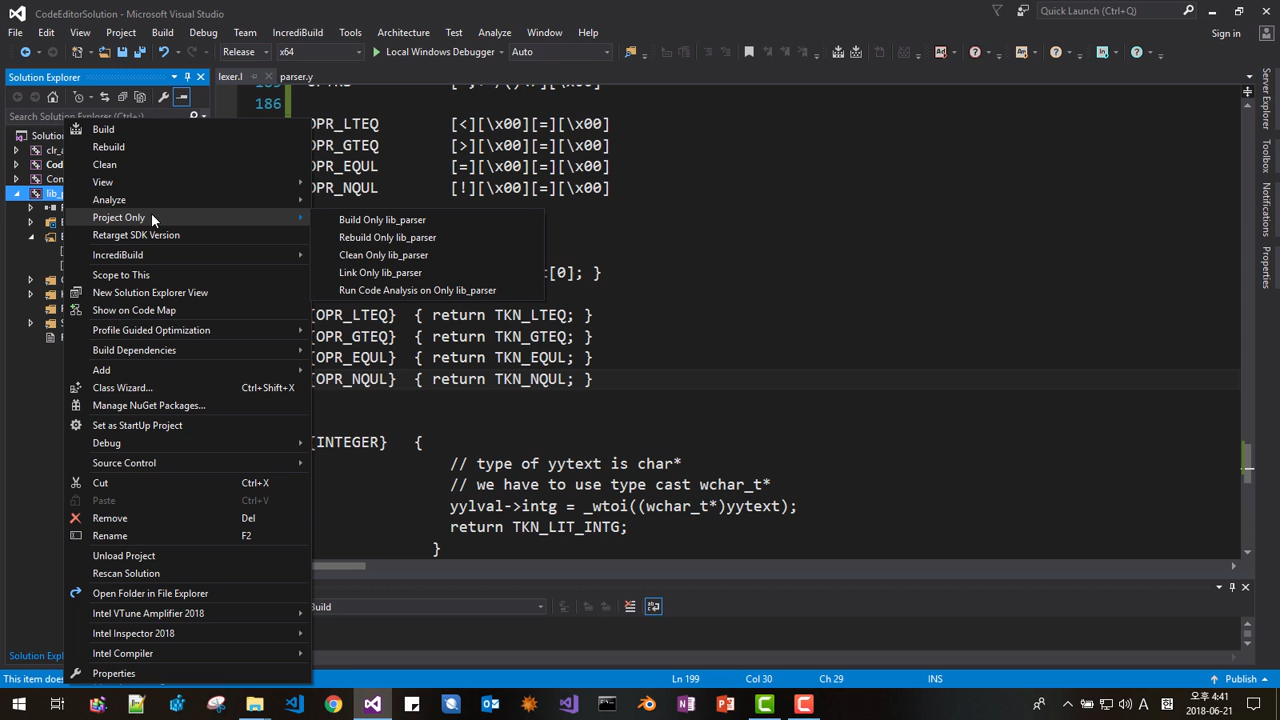 CodeEditorSolution - Microsoft Visual Studio
Quick Launch (Ctrl+Q)
File Edit View Project Build Debug Team IncrediBuild Tools Architecture Test Analyze Window Help
Sign in
Release x64 Local Windows Debugger Auto
Solution Explorer
lexer.l parser.y
Search Solution Explorer (Ctrl+;)
Build
Rebuild
Clean
View
Analyze
Project Only
Retarget SDK Version
IncrediBuild
Scope to This
New Solution Explorer View
Show on Code Map
Profile Guided Optimization
Build Dependencies
Add
Class Wizard... Ctrl+Shift+X
Manage NuGet Packages...
Set as StartUp Project
Debug
Source Control
Cut Ctrl+X
Paste Ctrl+V
Remove Del
Rename F2
Unload Project
Rescan Solution
Open Folder in File Explorer
Intel VTune Amplifier 2018
Intel Inspector 2018
Intel Compiler
Properties
Build Only lib_parser
Rebuild Only lib_parser
Clean Only lib_parser
Link Only lib_parser
Run Code Analysis on Only lib_parser
186
OPR_LTEQ [<][\x00][=][\x00]
OPR_GTEQ [>][\x00][=][\x00]
OPR_EQUL [=][\x00][=][\x00]
OPR_NQUL [!][\x00][=][\x00]
[0]; }
{OPR_LTEQ} { return TKN_LTEQ; }
{OPR_GTEQ} { return TKN_GTEQ; }
{OPR_EQUL} { return TKN_EQUL; }
{OPR_NQUL} { return TKN_NQUL; }
{INTEGER} {
// type of yytext is char*
// we have to use type cast wchar_t*
yylval->intg = _wtoi((wchar_t*)yytext);
return TKN_LIT_INTG;
}
Build
Server Explorer
Toolbox
Properties
Ln 199 Col 30 Ch 29 INS
Publish
오후 4:41
2018-06-21